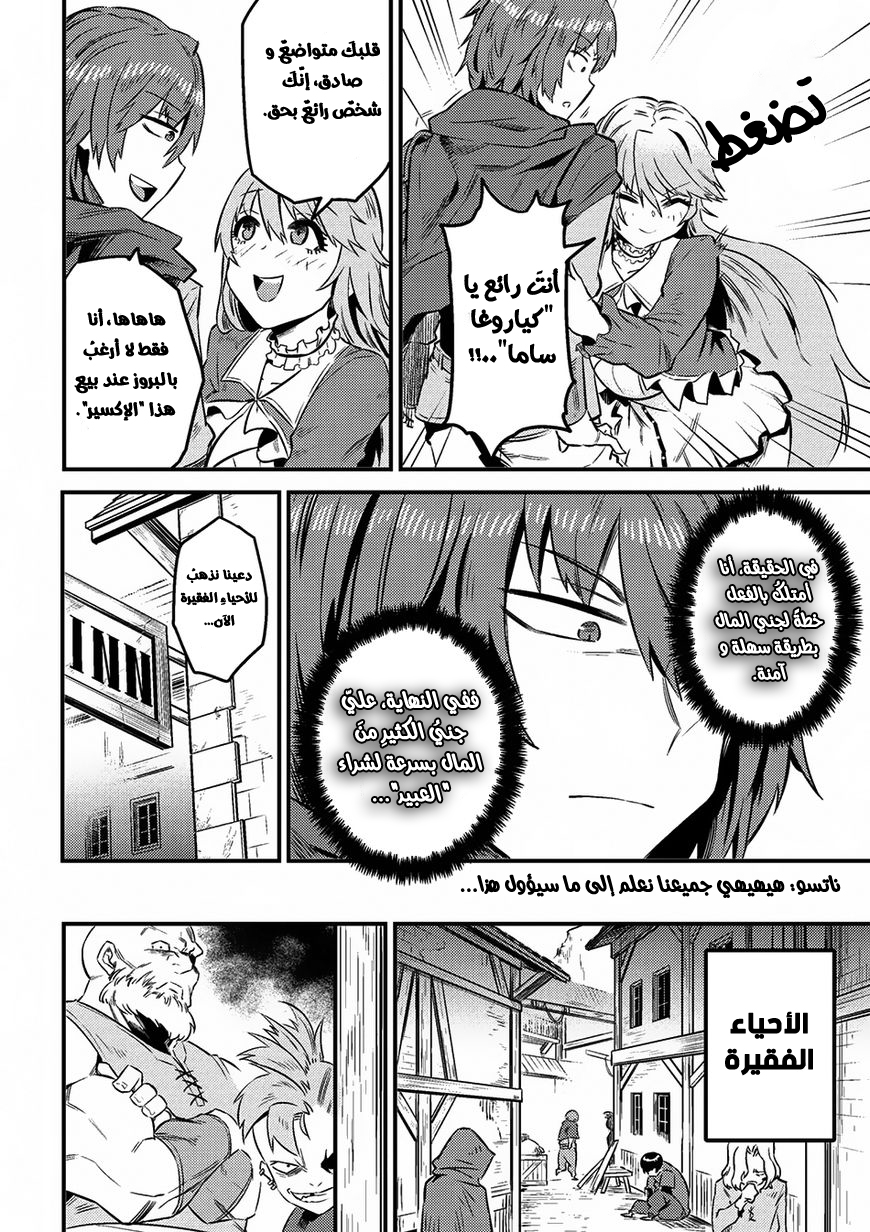 تضغط
أنتَ رائع يا
"كياروغا
ساما"..!!
قلبكَ متواضعٌ و
صادق، إنّكَ
شخصٌ رائعٌ بحق.
هاهاها، أنا
فقط لا أرغبُ
بالبروز عند بيع
هذا "الإكسير".
في الحقيقة، أنا
أمتلكُ بالفعل
خطةً لجني المال
بطريقة سهلة و
آمنة.
ففي النهاية، عليّ
جنيُ الكثيرِ منَ
المال بسرعة لشراء
"العبيد"...
دعينا نذهبُ
للأحياءِ الفقيرة
الآن...
INN
ناتسو: هيهيهي جميعنا نعلم إلى ما سيؤول هذا...
الأحياء
الفقيرة